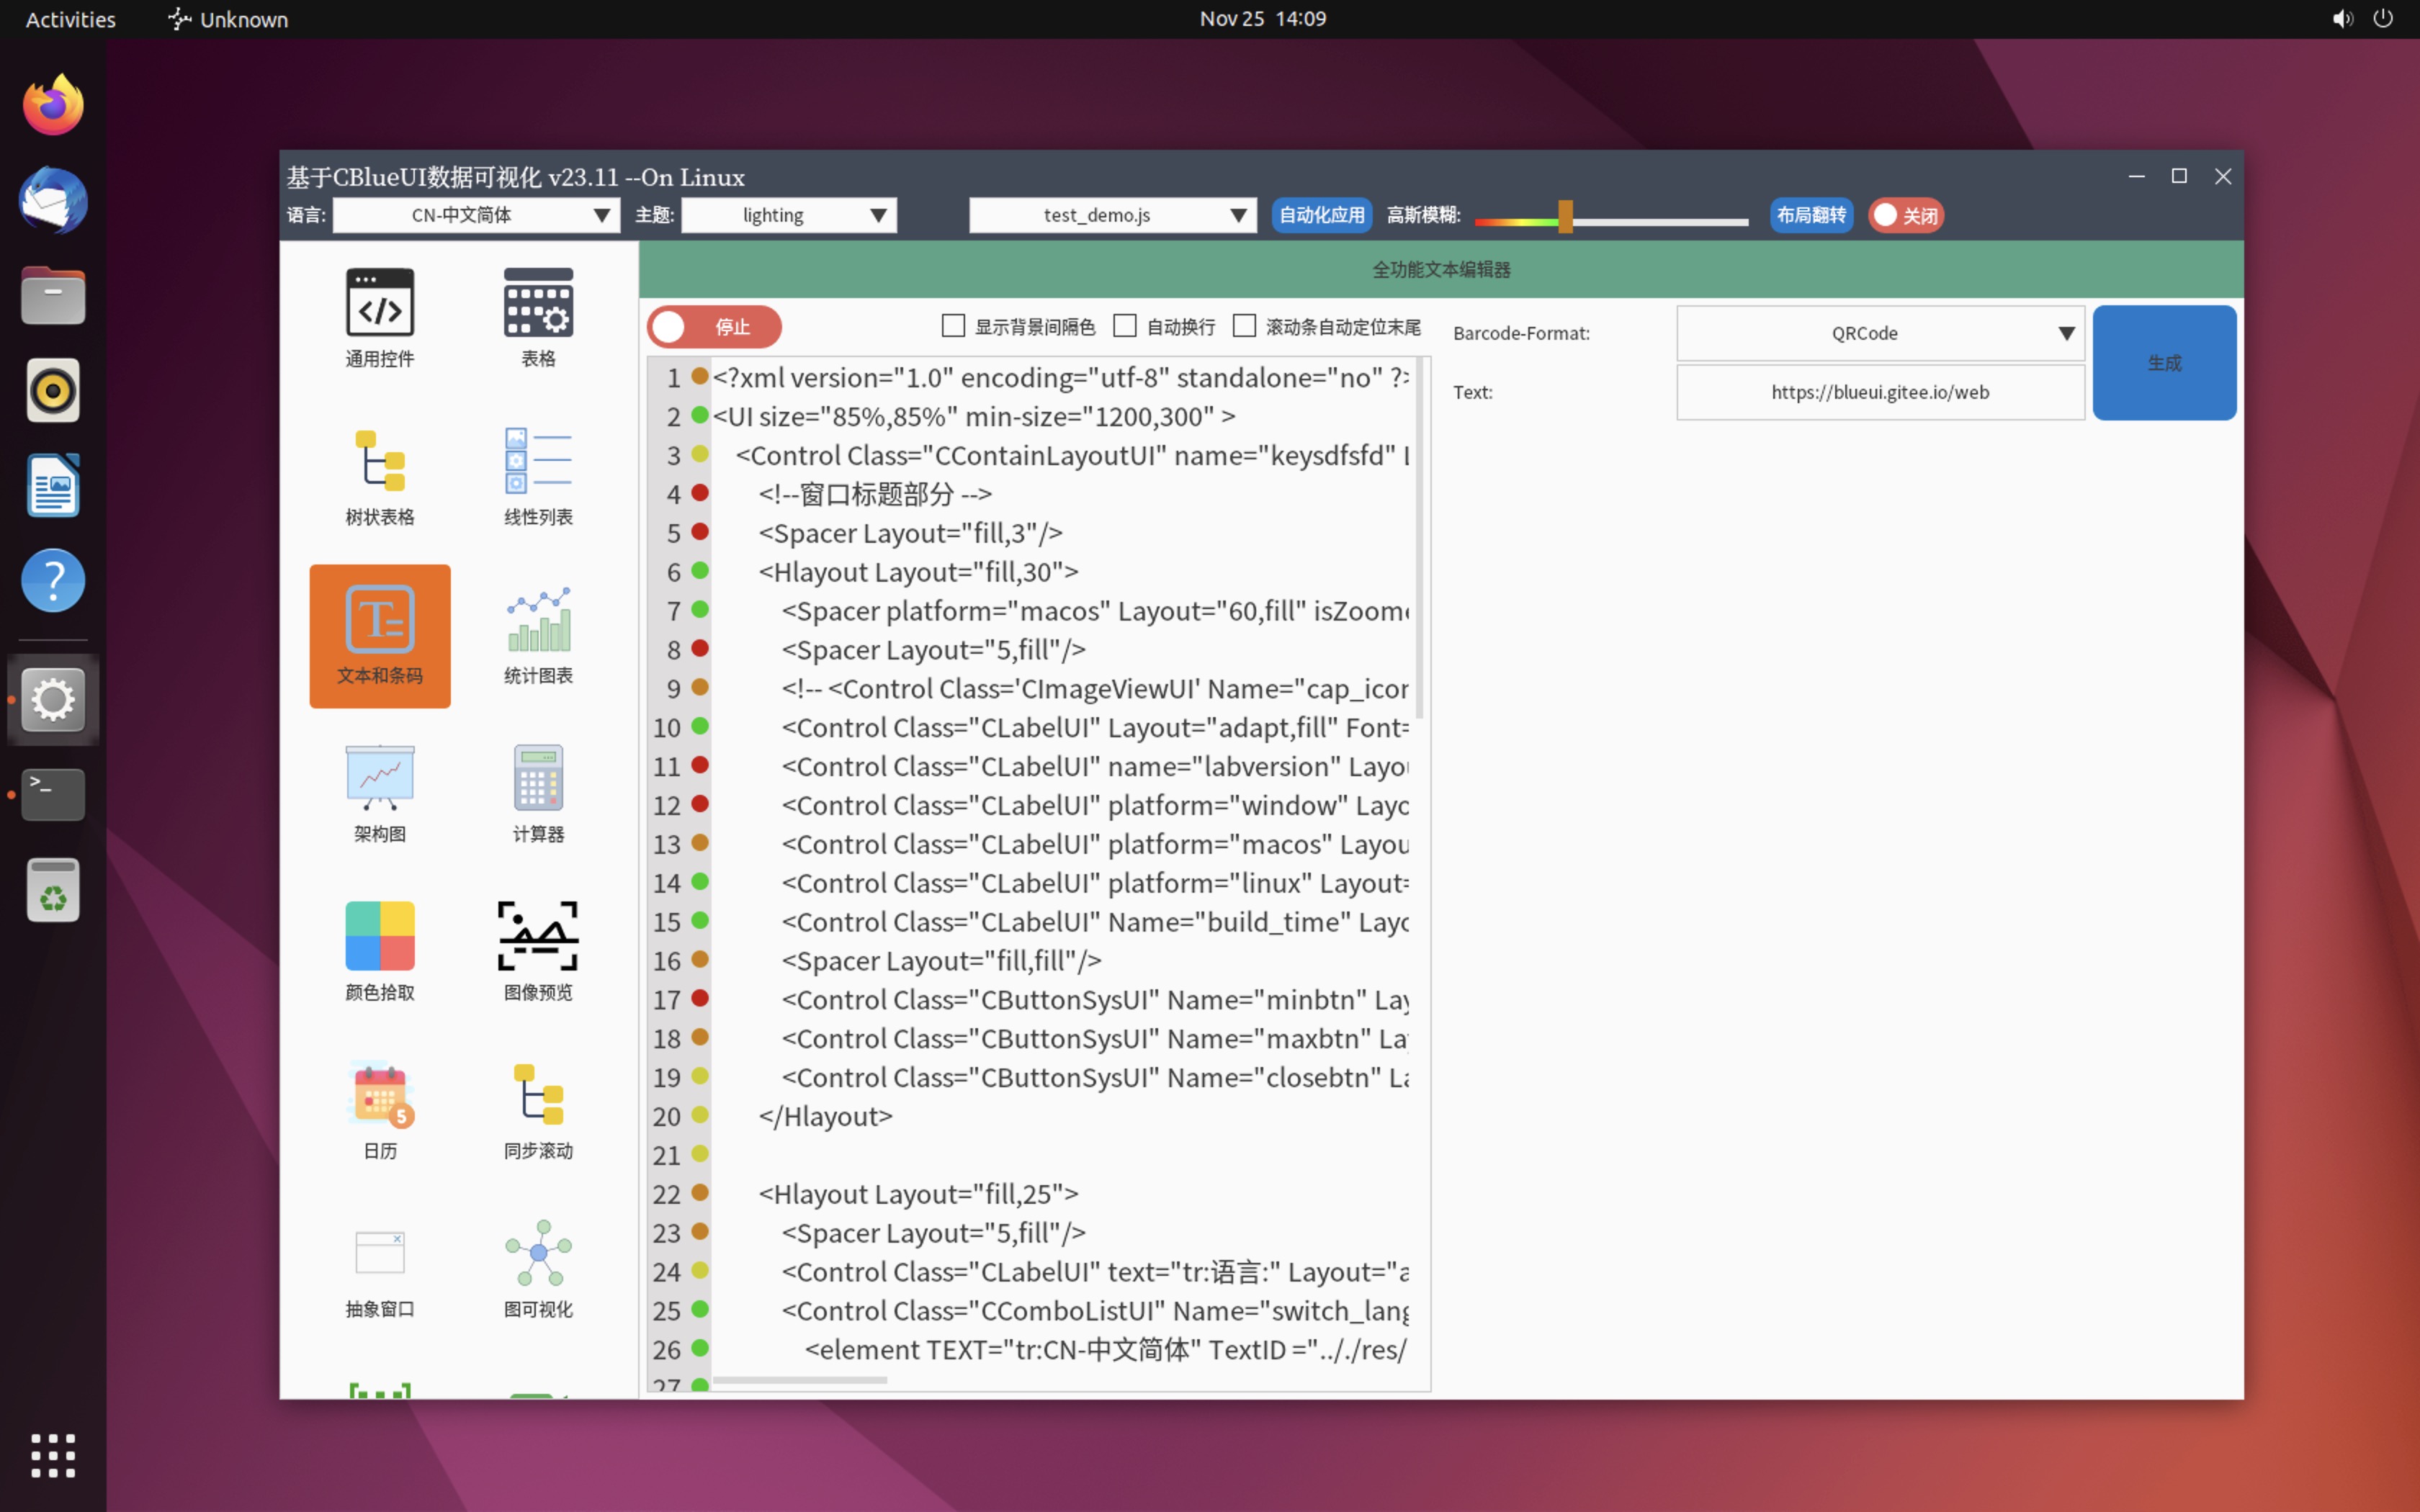 Activities Unknown Nov 25 14:09
基于CBlueUI数据可视化 v23.11 --On Linux
语言: CN-中文简体 主题: lighting test_demo.js 自动化应用 高斯模糊: 布局翻转 关闭
全功能文本编辑器
通用控件 表格
树状表格 线性列表
文本和条码 统计图表
架构图 计算器
颜色拾取 图像预览
5
日历 同步滚动
抽象窗口 图可视化
停止 显示背景间隔色 自动换行 滚动条自动定位末尾
1 <?xml version="1.0" encoding="utf-8" standalone="no" ?>
2 <UI size="85%,85%" min-size="1200,300" >
3 <Control Class="CContainLayoutUI" name="keysdfsfd"
4 <!--窗口标题部分 -->
5 <Spacer Layout="fill,3"/>
6 <Hlayout Layout="fill,30">
7 <Spacer platform="macos" Layout="60,fill"
8 <Spacer Layout="5,fill"/>
9 <!-- <Control Class='CImageViewUI'
10 <Control Class="CLabelUI" Layout="adapt,fill" Font=
11 <Control Class="CLabelUI" name="labversion"
12 <Control Class="CLabelUI" platform="window"
13 <Control Class="CLabelUI" platform="macos"
14 <Control Class="CLabelUI" platform="linux" Layout=
15 <Control Class="CLabelUI" Name="build_time"
16 <Spacer Layout="fill,fill"/>
17 <Control Class="CButtonSysUI" Name="minbtn"
18 <Control Class="CButtonSysUI" Name="maxbtn"
19 <Control Class="CButtonSysUI" Name="closebtn"
20 </Hlayout>
21
22 <Hlayout Layout="fill,25">
23 <Spacer Layout="5,fill"/>
24 <Control Class="CLabelUI" text="tr:语言:"
25 <Control Class="CComboListUI"
26 <element TEXT="tr:CN-中文简体" TextID ="../../res/
27
Barcode-Format: QRCode
Text: https://blueui.gitee.io/web
生成